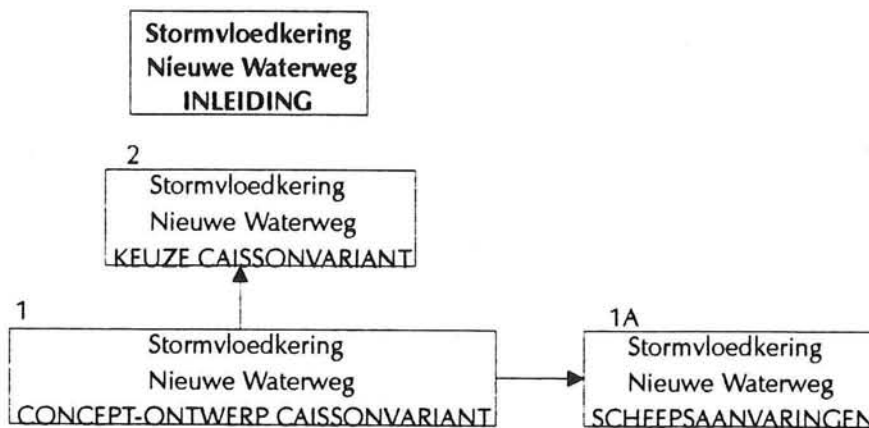 Stormvloedkering
Nieuwe Waterweg
INLEIDING
2
Stormvloedkering
Nieuwe Waterweg
KEUZE CAISSONVARIANT
1
Stormvloedkering
Nieuwe Waterweg
CONCEPT-ONTWERP CAISSONVARIANT
1A
Stormvloedkering
Nieuwe Waterweg
SCHEEPSAANVARINGEN